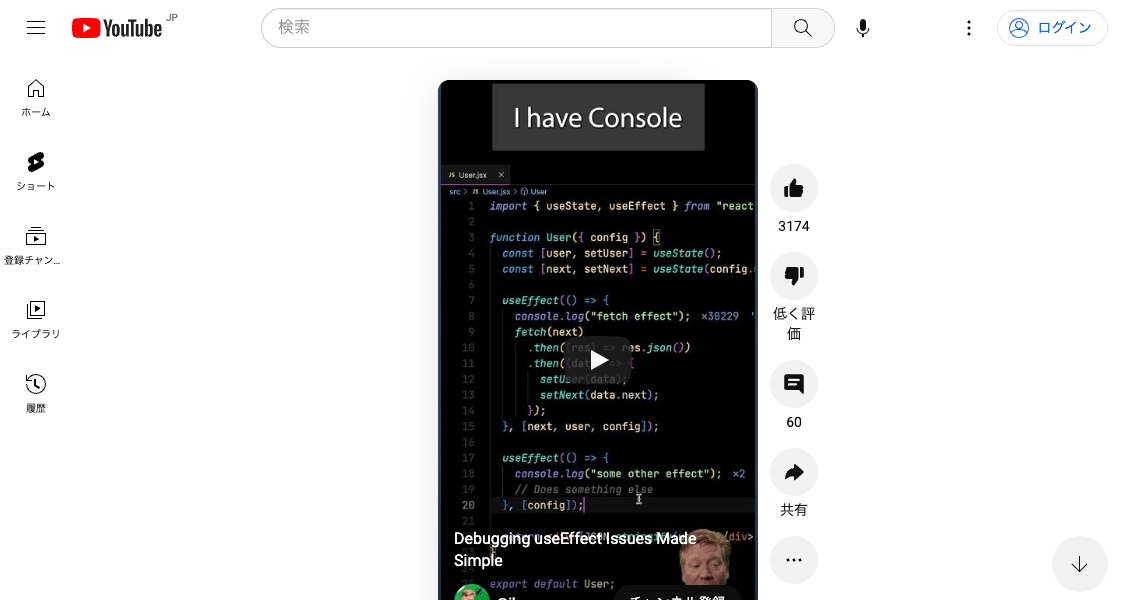 YouTube JP
検索
ログイン
ホーム
ショート
登録チャン...
ライブラリ
履歴
I have Console
JS User.jsx ×
src > JS User.jsx > User
1 import { useState, useEffect } from "react
2
3 function User({ config }) {
4 const [user, setUser] = useState();
5 const [next, setNext] = useState(config.
6
7 useEffect(() => {
8 console.log("fetch effect"); ×30229
9 fetch(next)
10 .then((res) => res.json())
11 .then((data) => {
12 setUser(data);
13 setNext(data.next);
14 });
15 }, [next, user, config]);
16
17 useEffect(() => {
18 console.log("some other effect"); ×2
19 // Does something else
20 }, [config]);
21
Debugging useEffect Issues Made
Simple
export default User;
チャンネル登録
3174
低く評
価
60
共有